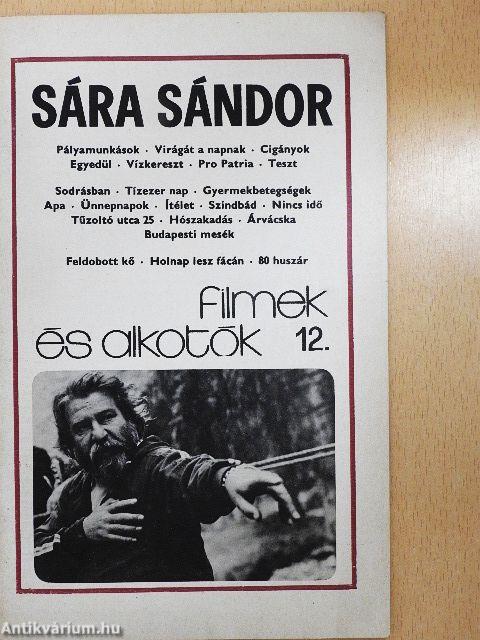 SÁRA SÁNDOR
Pályamunkások · Virágát a napnak · Cigányok
Egyedül · Vízkereszt · Pro Patria · Teszt
Sodrásban · Tízezer nap · Gyermekbetegségek
Apa · Ünnepnapok · Ítélet · Szindbád · Nincs idő
Tűzoltó utca 25 · Hószakadás · Árvácska
Budapesti mesék
Feldobott kő · Holnap lesz fácán · 80 huszár
filmek
és alkotók 12.
Antikvárium.hu